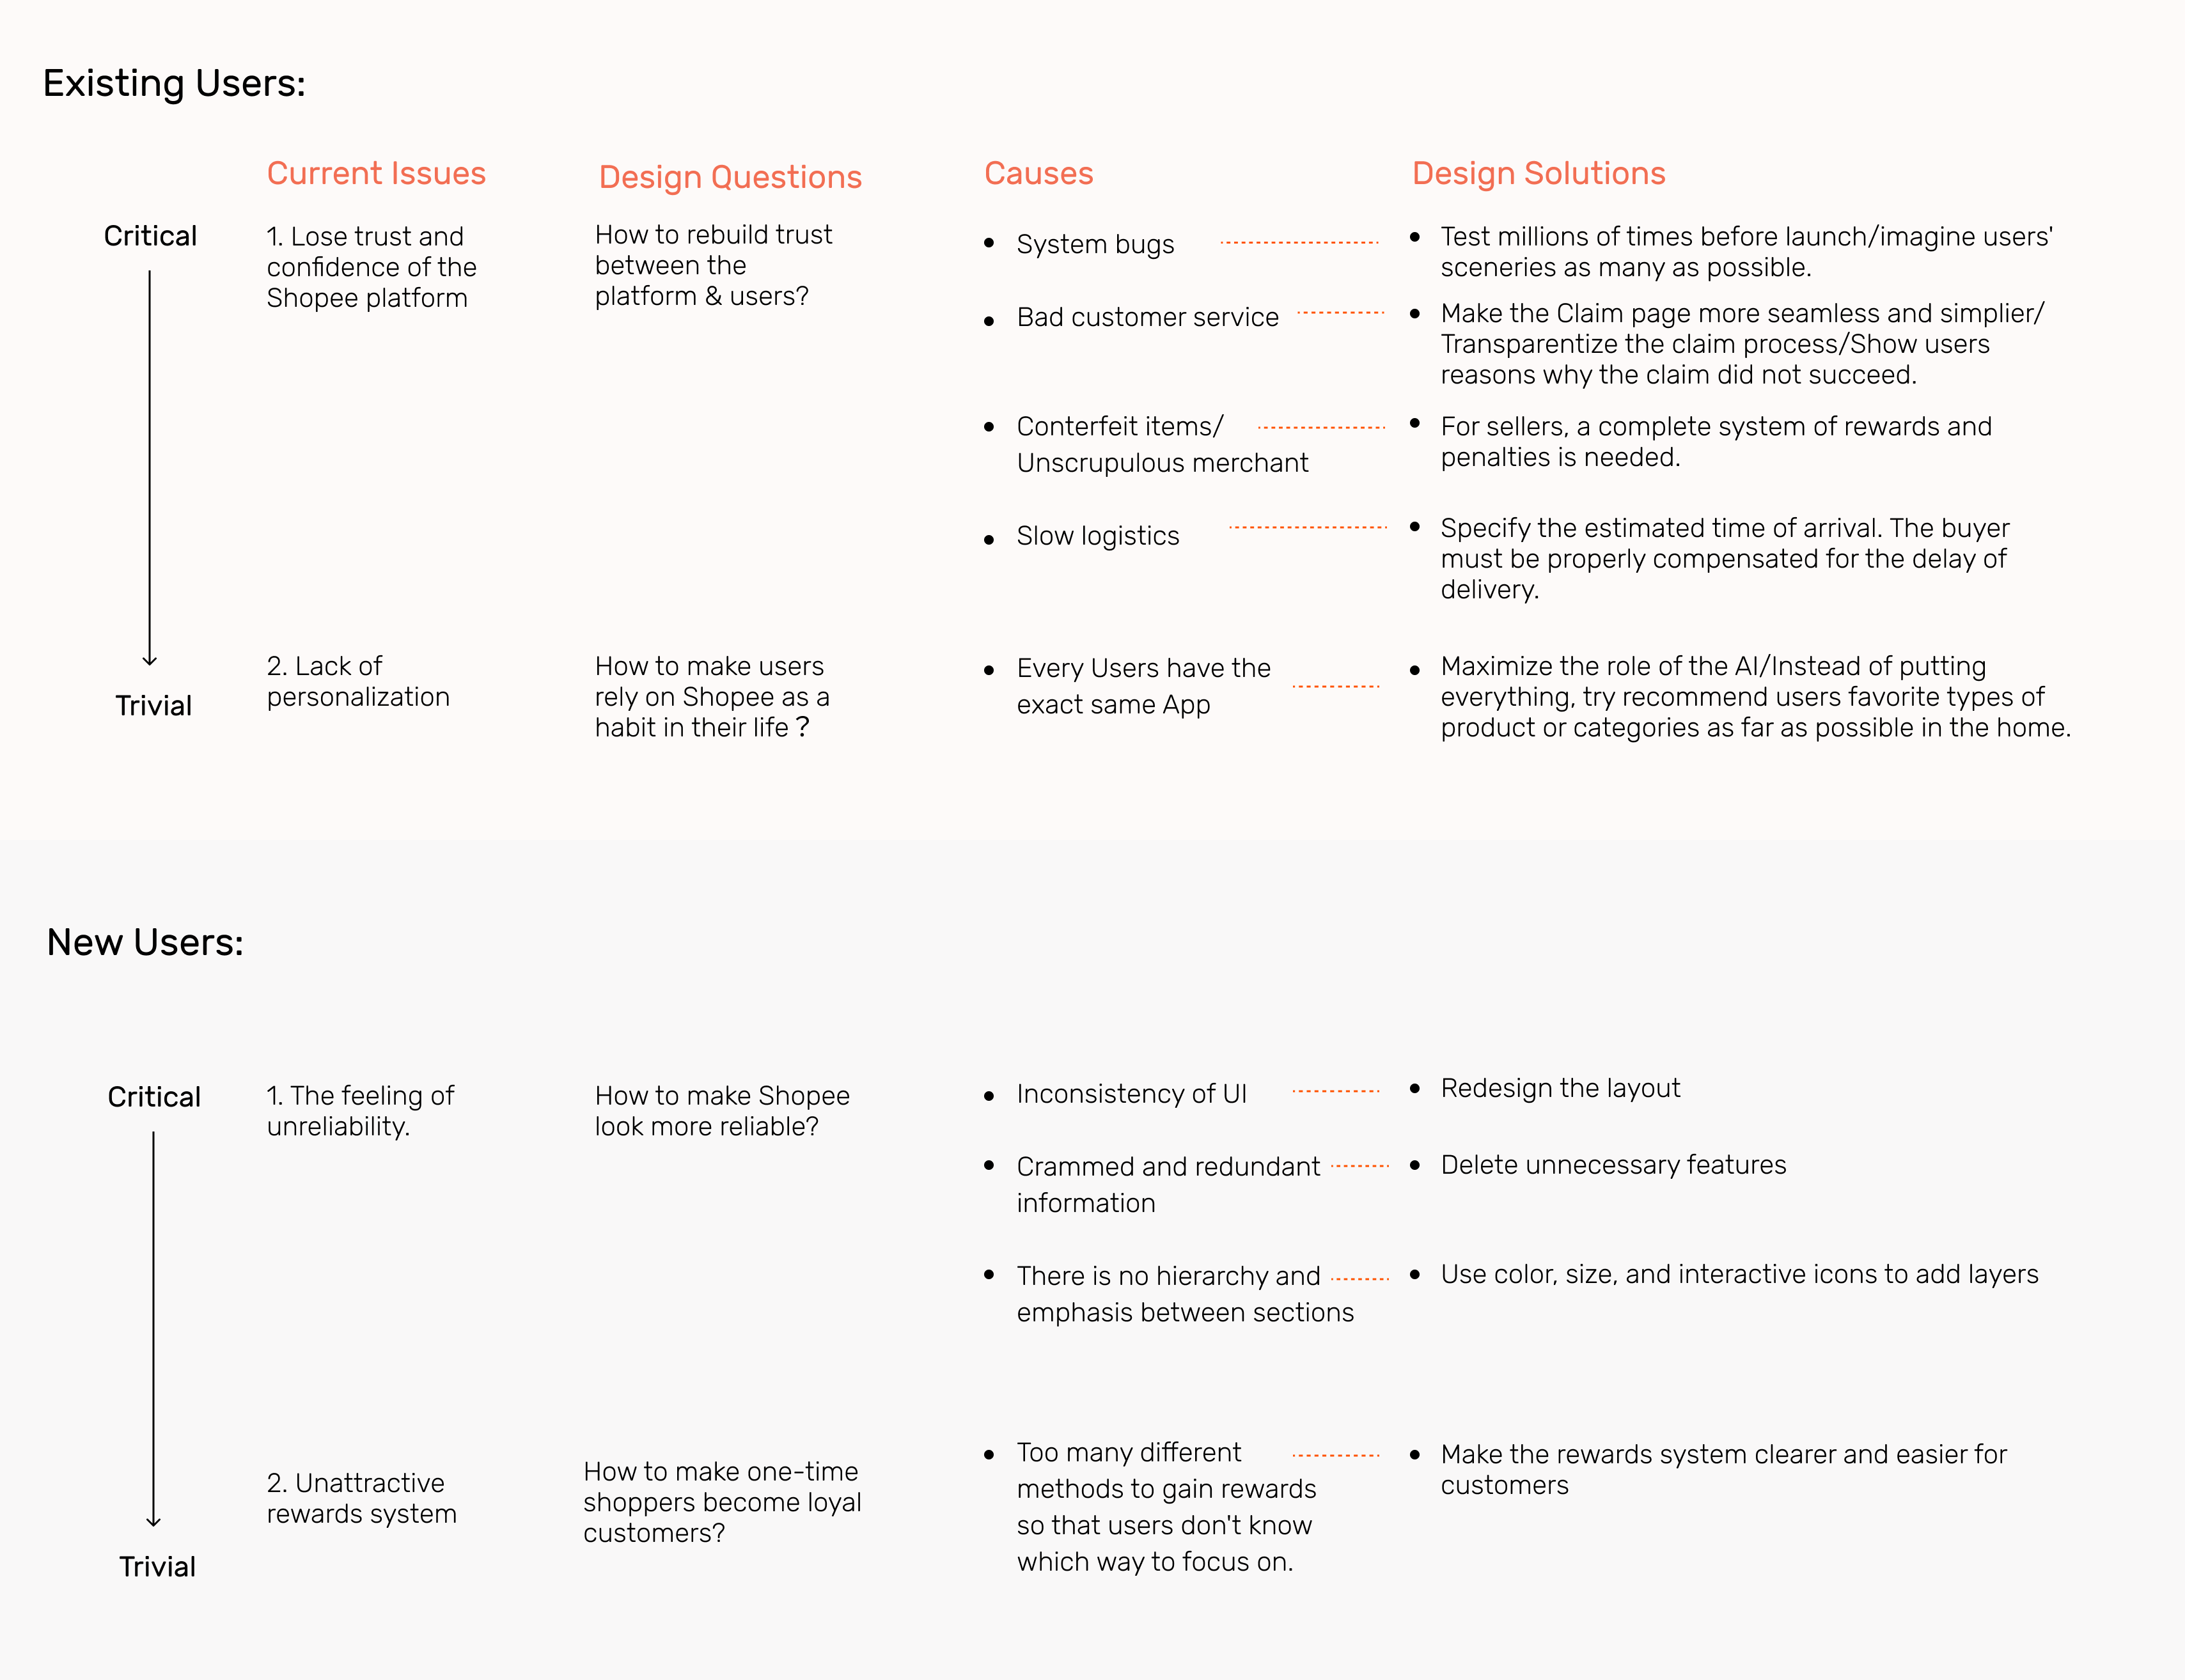 Existing Users:
Current Issues
Design Questions
Causes
Design Solutions
Critical
1. Lose trust and
confidence of the
Shopee platform
How to rebuild trust
between the
platform & users?
• System bugs
• Test millions of times before launch/imagine users'
sceneries as many as possible.
• Bad customer service
• Make the Claim page more seamless and simplier/
Transparentize the claim process/Show users
reasons why the claim did not succeed.
• Conterfeit items/
Unscrupulous merchant
• For sellers, a complete system of rewards and
penalties is needed.
• Slow logistics
• Specify the estimated time of arrival. The buyer
must be properly compensated for the delay of
delivery.
Trivial
2. Lack of
personalization
How to make users
rely on Shopee as a
habit in their life ?
• Every Users have the
exact same App
• Maximize the role of the AI/Instead of putting
everything, try recommend users favorite types of
product or categories as far as possible in the home.
New Users:
Critical
1. The feeling of
unreliability.
How to make Shopee
look more reliable?
• Inconsistency of UI
• Redesign the layout
• Crammed and redundant
information
• Delete unnecessary features
• There is no hierarchy and
emphasis between sections
• Use color, size, and interactive icons to add layers
2. Unattractive
rewards system
Trivial
How to make one-time
shoppers become loyal
customers?
• Too many different
methods to gain rewards
so that users don't know
which way to focus on.
• Make the rewards system clearer and easier for
customers